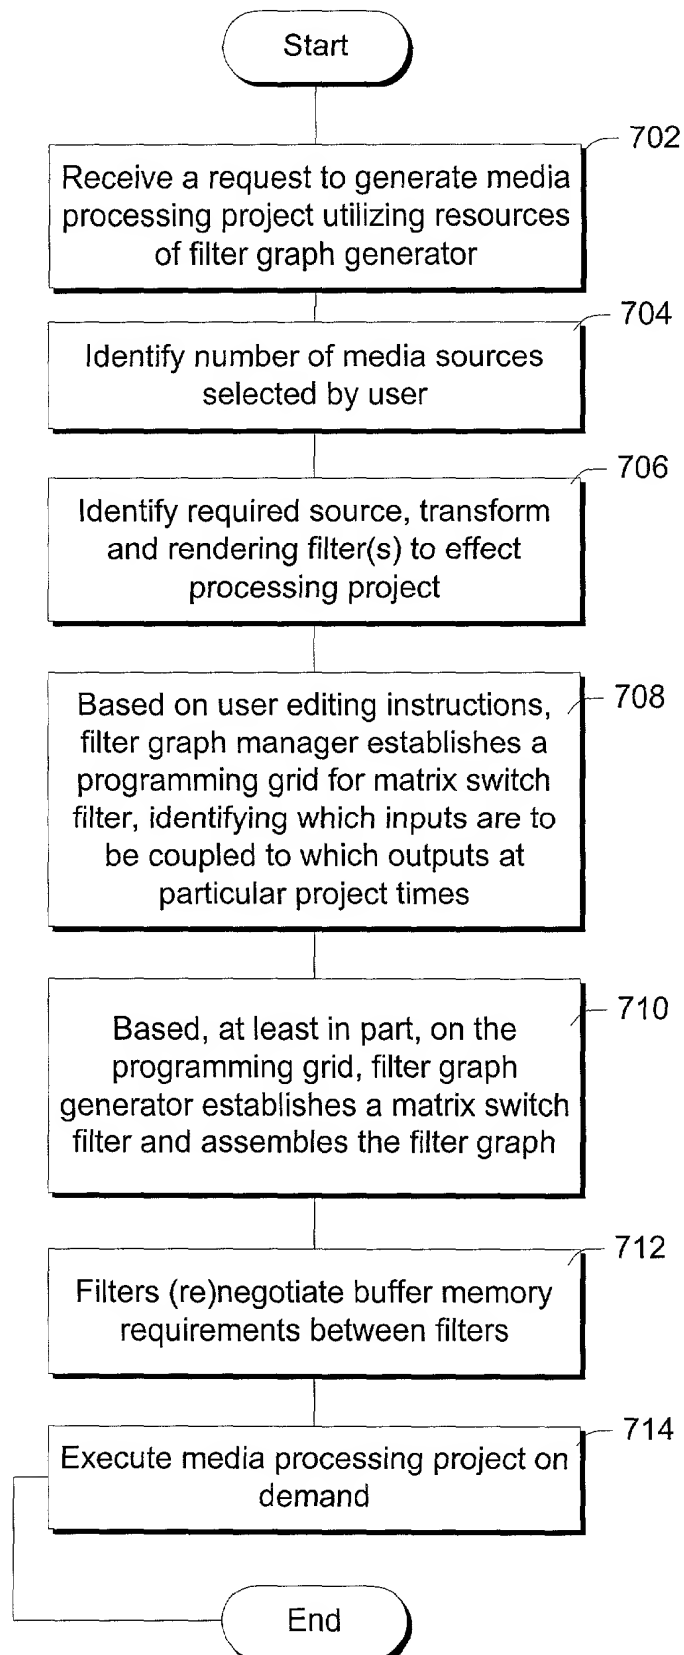 Start
702
Receive a request to generate media
processing project utilizing resources
of filter graph generator
704
Identify number of media sources
selected by user
706
Identify required source, transform
and rendering filter(s) to effect
processing project
708
Based on user editing instructions,
filter graph manager establishes a
programming grid for matrix switch
filter, identifying which inputs are to
be coupled to which outputs at
particular project times
710
Based, at least in part, on the
programming grid, filter graph
generator establishes a matrix switch
filter and assembles the filter graph
712
Filters (re)negotiate buffer memory
requirements between filters
714
Execute media processing project on
demand
End